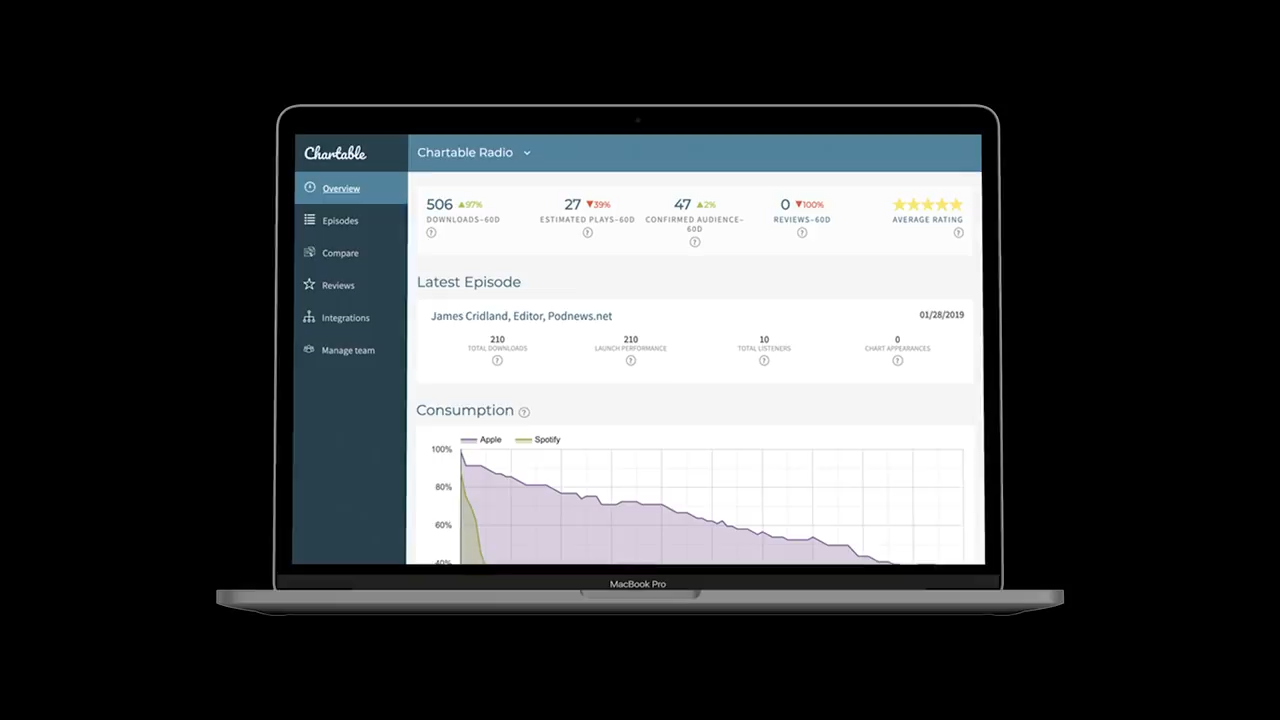 Chartable
Chartable Radio
Overview
Episodes
Compare
Reviews
Integrations
Manage team
506 ▲97%
DOWNLOADS–60D
?
27 ▼39%
ESTIMATED PLAYS–60D
?
47 ▲2%
CONFIRMED AUDIENCE–
60D
?
0 ▼100%
REVIEWS–60D
?
AVERAGE RATING
?
Latest Episode
James Cridland, Editor, Podnews.net
01/28/2019
210
TOTAL DOWNLOADS
?
210
LAUNCH PERFORMANCE
?
10
TOTAL LISTENERS
?
0
CHART APPEARANCES
?
Consumption ?
Apple Spotify
100%
80%
60%
40%
MacBook Pro